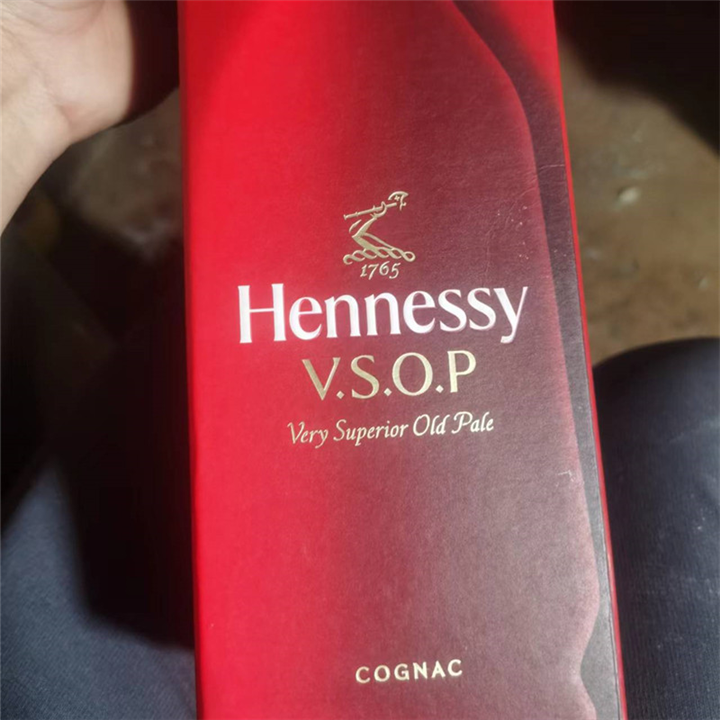 1765
Hennessy
V.S.O.P
Very Superior Old Pale
COGNAC